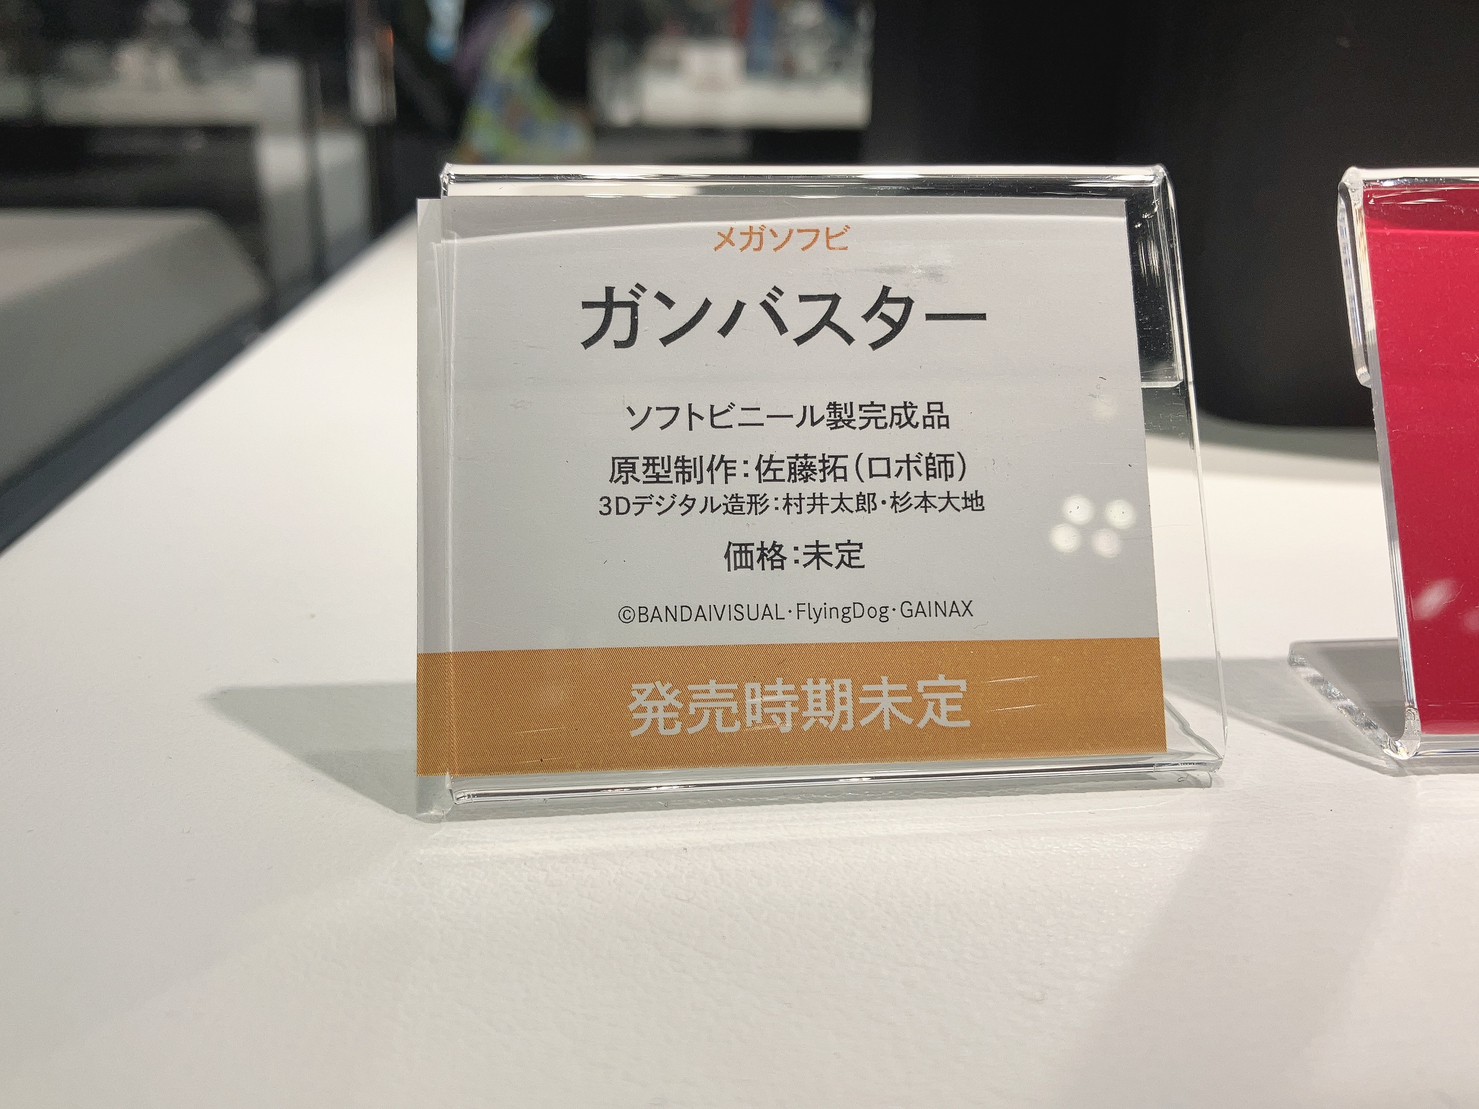 メガソフビ
ガンバスター
ソフトビニール製完成品
原型制作：佐藤拓（ロボ師）
3Dデジタル造形：村井太郎・杉本大地
価格：未定
©BANDAIVISUAL・FlyingDog・GAINAX
発売時期未定